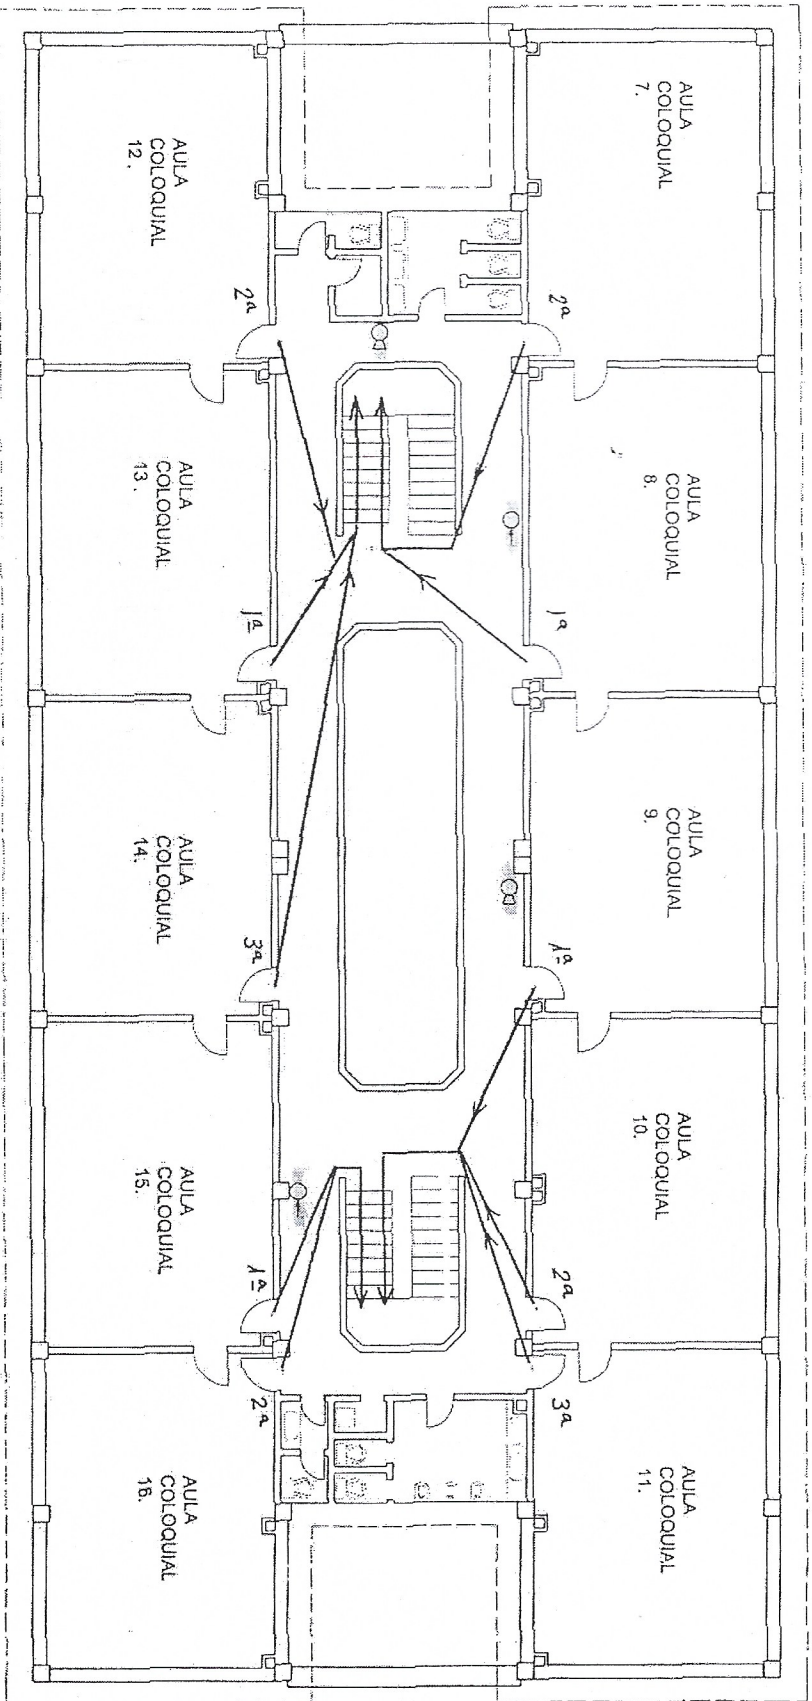 AULA
COLOQUIAL
7.
AULA
COLOQUIAL
8.
AULA
COLOQUIAL
9.
AULA
COLOQUIAL
10.
AULA
COLOQUIAL
11.
2ª
1ª
1ª
2ª
3ª
2ª
1ª
3ª
1ª
2ª
AULA
COLOQUIAL
12.
AULA
COLOQUIAL
13.
AULA
COLOQUIAL
14.
AULA
COLOQUIAL
15.
AULA
COLOQUIAL
16.